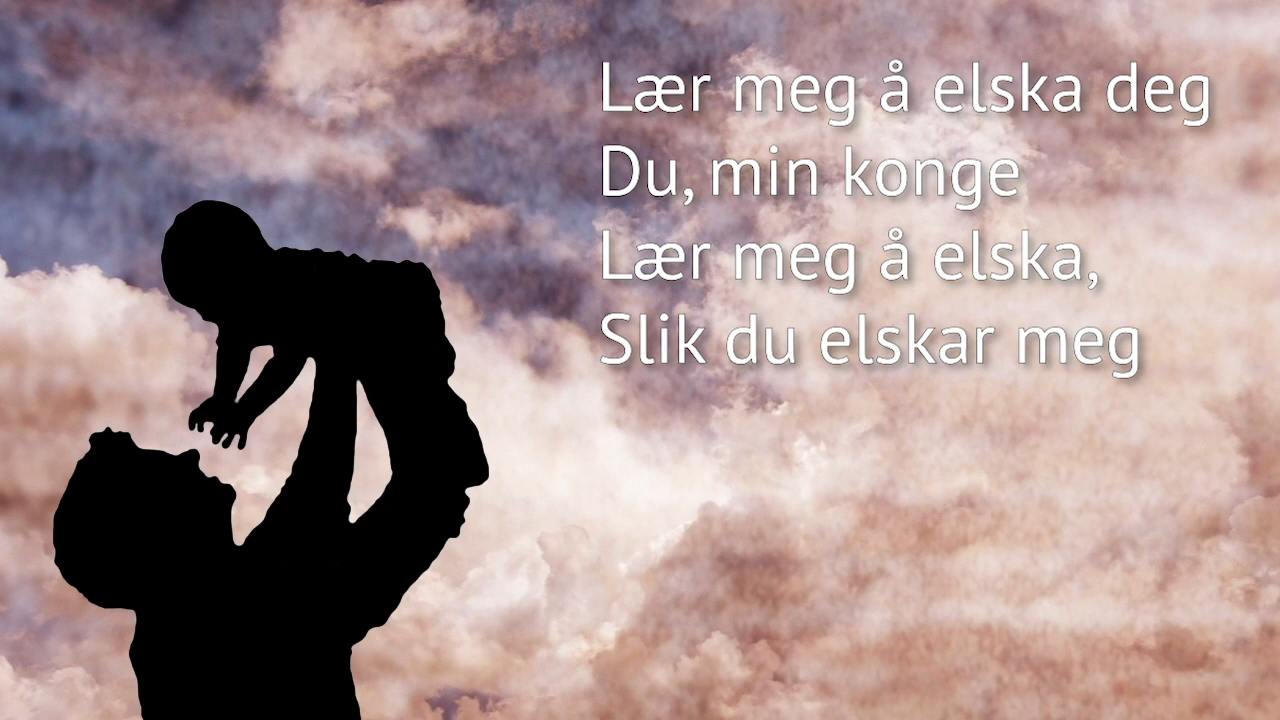 Lær meg å elska deg
Du, min konge
Lær meg å elska,
Slik du elskar meg